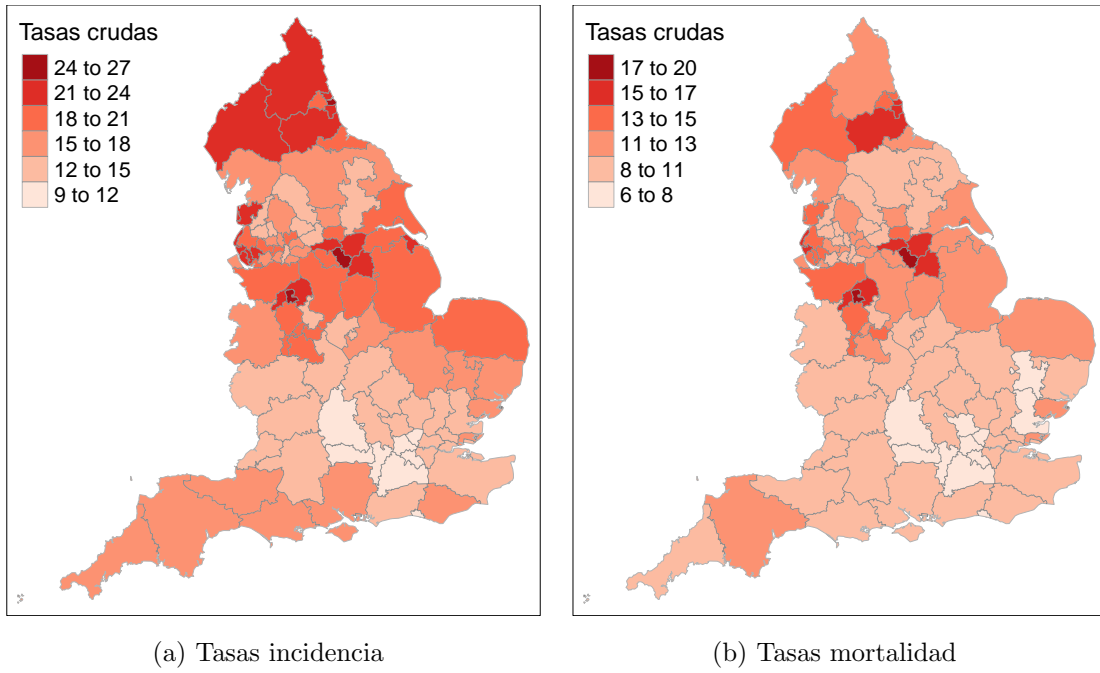 Tasas crudas
24 to 27
21 to 24
18 to 21
15 to 18
12 to 15
9 to 12
Tasas crudas
17 to 20
15 to 17
13 to 15
11 to 13
8 to 11
6 to 8
(a) Tasas incidencia
(b) Tasas mortalidad